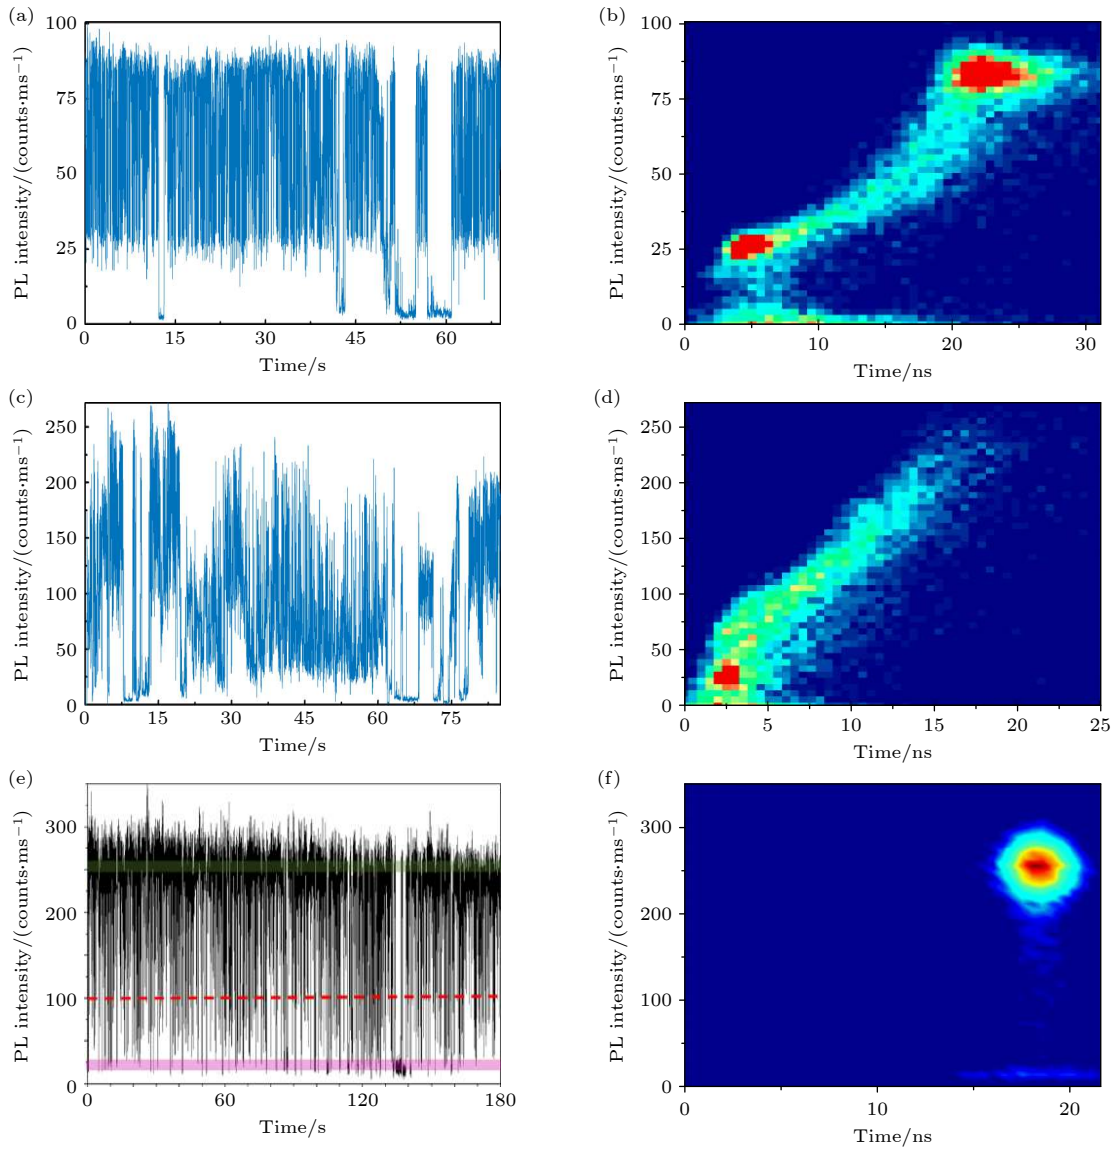 (a)
PL intensity/(counts·ms⁻¹)
100
75
50
25
0
0 15 30 45 60
Time/s
(b)
PL intensity/(counts·ms⁻¹)
100
75
50
25
0
0 10 20 30
Time/ns
(c)
PL intensity/(counts·ms⁻¹)
250
200
150
100
50
0
0 15 30 45 60 75
Time/s
(d)
PL intensity/(counts·ms⁻¹)
250
200
150
100
50
0
0 5 10 15 20 25
Time/ns
(e)
PL intensity/(counts·ms⁻¹)
300
200
100
0
0 60 120 180
Time/s
(f)
PL intensity/(counts·ms⁻¹)
300
200
100
0
0 10 20
Time/ns